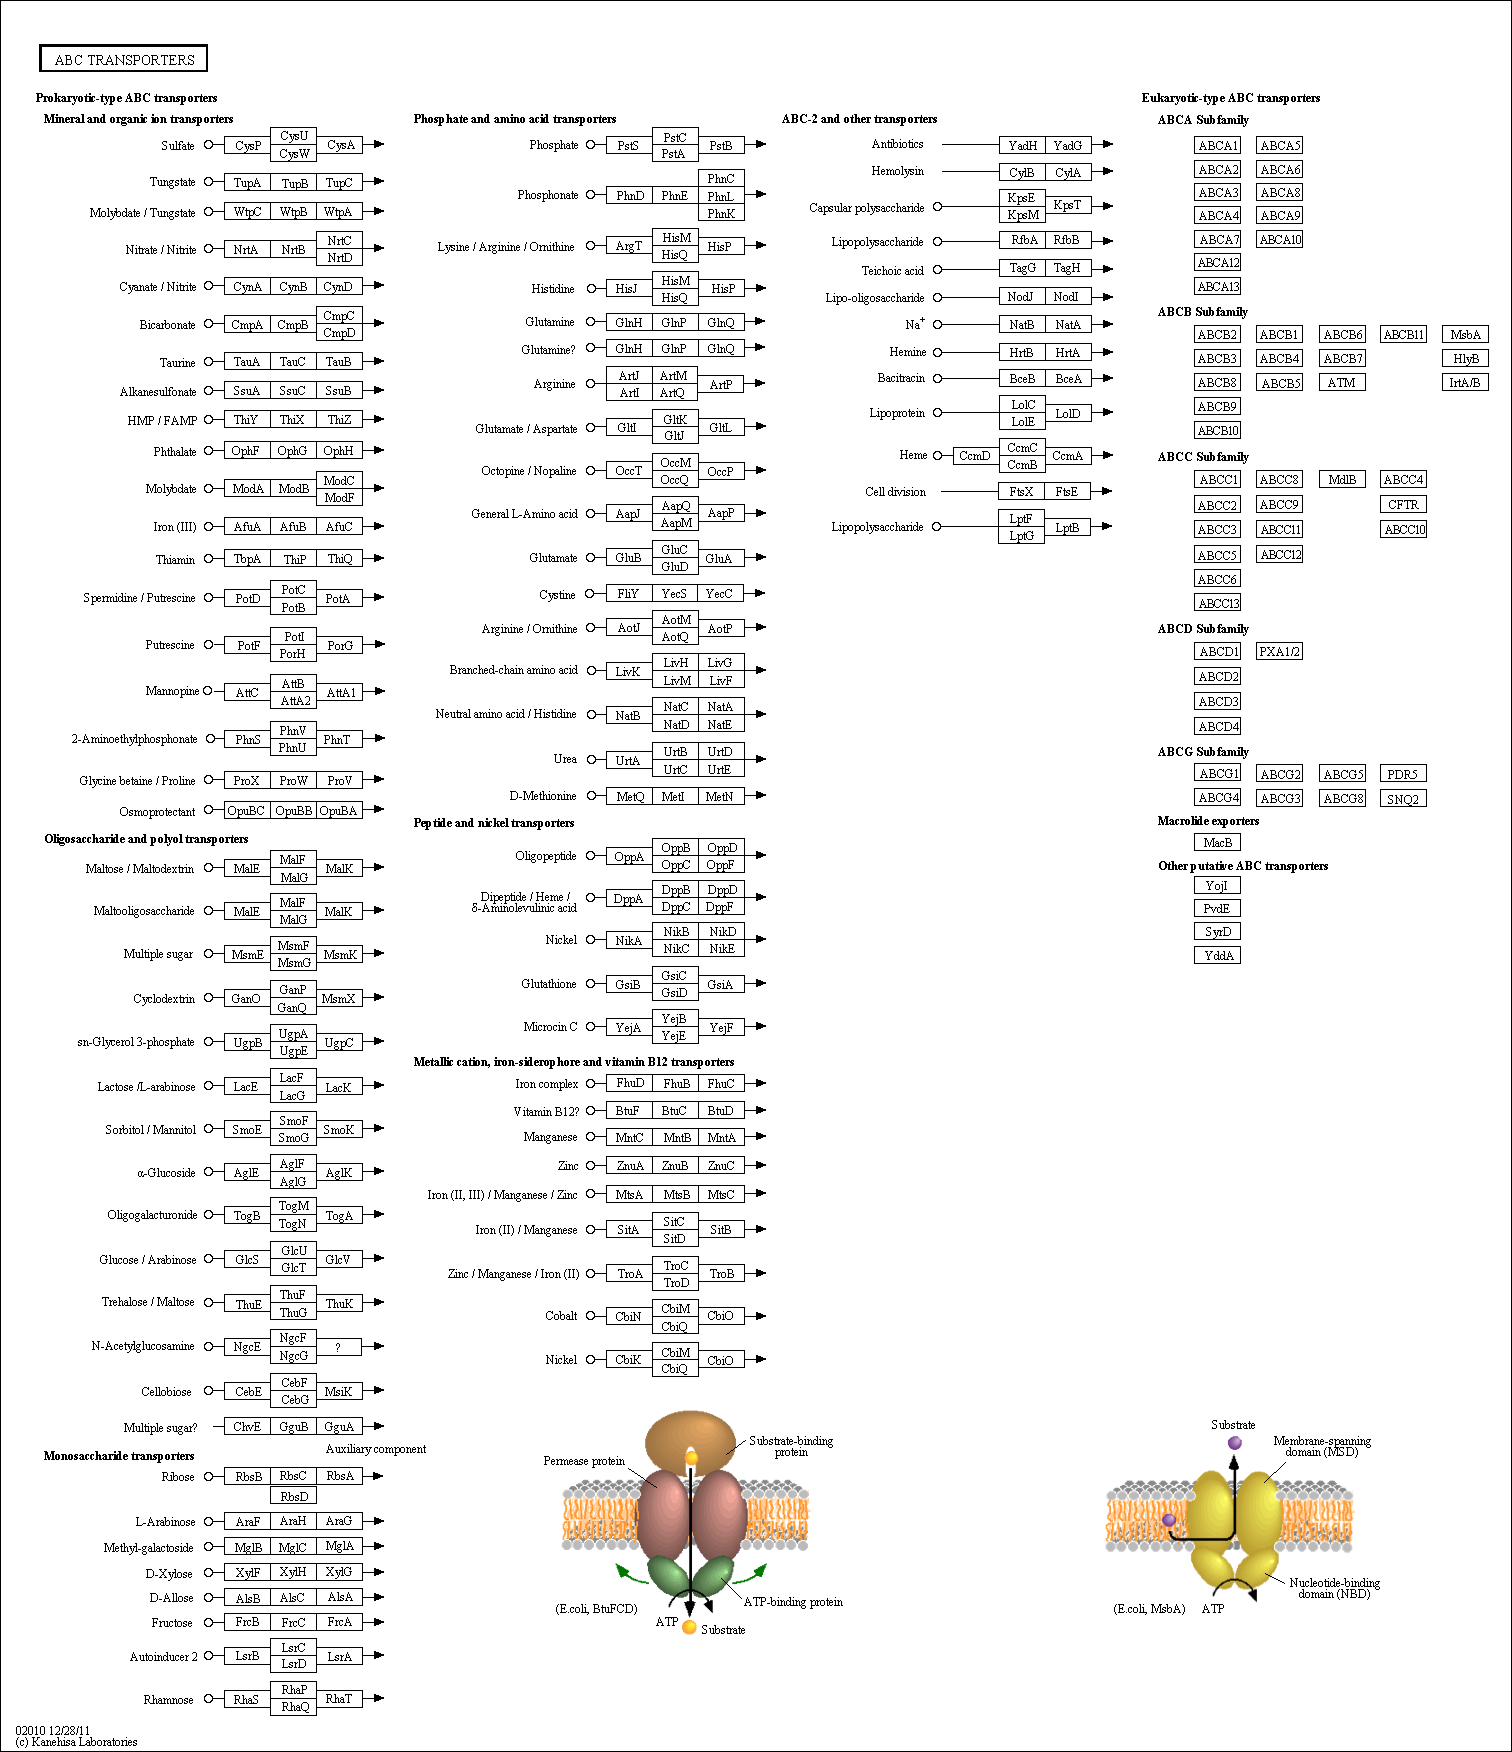 ABC TRANSPORTERS
Prokaryotic-type ABC transporters
Mineral and organic ion transporters
Sulfate CysP CysU CysW CysA
Tungstate TupA TupB TupC
Molybdate / Tungstate WtpC WtpB WtpA
Nitrate / Nitrite NrtA NrtB NrtC NrtD
Cyanate / Nitrite CynA CynB CynD
Bicarbonate CmpA CmpB CmpC CmpD
Taurine TauA TauC TauB
Alkanesulfonate SsuA SsuC SsuB
HMP / FAMP ThiY ThiX ThiZ
Phthalate OphF OphG OphH
Molybdate ModA ModB ModC ModF
Iron (III) AfuA AfuB AfuC
Thiamin TbpA ThiP ThiQ
Spermidine / Putrescine PotD PotC PotB PotA
Putrescine PotF PotI PorH PorG
Mannopine AttC AttB AttA2 AttA1
2-Aminoethylphosphonate PhnS PhnV PhnU PhnT
Glycine betaine / Proline ProX ProW ProV
Osmoprotectant OpuBC OpuBB OpuBA
Oligosaccharide and polyol transporters
Maltose / Maltodextrin MalE MalF MalG MalK
Maltooligosaccharide MalE MalF MalG MalK
Multiple sugar MsmE MsmF MsmG MsmK
Cyclodextrin GanO GanP GanQ MsmX
sn-Glycerol 3-phosphate UgpB UgpA UgpE UgpC
Lactose /L-arabinose LacE LacF LacG LacK
Sorbitol / Mannitol SmoE SmoF SmoG SmoK
α-Glucoside AglE AglF AglG AglK
Oligogalacturonide TogB TogM TogN TogA
Glucose / Arabinose GlcS GlcU GlcT GlcV
Trehalose / Maltose ThuE ThuF ThuG ThuK
N-Acetylglucosamine NgcE NgcF NgcG ?
Cellobiose CebE CebF CebG MsiK
Multiple sugar? ChvE GguB GguA
Auxiliary component
Monosaccharide transporters
Ribose RbsB RbsC RbsA
RbsD
L-Arabinose AraF AraH AraG
Methyl-galactoside MglB MglC MglA
D-Xylose XylF XylH XylG
D-Allose AlsB AlsC AlsA
Fructose FrcB FrcC FrcA
Autoinducer 2 LsrB LsrC LsrD LsrA
Rhamnose RhaS RhaP RhaQ RhaT
02010 12/28/11
(c) Kanehisa Laboratories
Phosphate and amino acid transporters
Phosphate PstS PstC PstA PstB
Phosphonate PhnD PhnE PhnC PhnL PhnK
Lysine / Arginine / Ornithine ArgT HisM HisQ HisP
Histidine HisJ HisM HisQ HisP
Glutamine GlnH GlnP GlnQ
Glutamine? GlnH GlnP GlnQ
Arginine ArtJ ArtI ArtM ArtQ ArtP
Glutamate / Aspartate GltI GltK GltJ GltL
Octopine / Nopaline OccT OccM OccQ OccP
General L-Amino acid AapJ AapQ AapM AapP
Glutamate GluB GluC GluD GluA
Cystine FliY YecS YecC
Arginine / Ornithine AotJ AotM AotQ AotP
Branched-chain amino acid LivK LivH LivM LivG LivF
Neutral amino acid / Histidine NatB NatC NatD NatA NatE
Urea UrtA UrtB UrtC UrtD UrtE
D-Methionine MetQ MetI MetN
Peptide and nickel transporters
Oligopeptide OppA OppB OppC OppD OppF
Dipeptide / Heme /
δ-Aminolevulinic acid DppA DppB DppC DppD DppF
Nickel NikA NikB NikC NikD NikE
Glutathione GsiB GsiC GsiD GsiA
Microcin C YejA YejB YejE YejF
Metallic cation, iron-siderophore and vitamin B12 transporters
Iron complex FhuD FhuB FhuC
Vitamin B12? BtuF BtuC BtuD
Manganese MntC MntB MntA
Zinc ZnuA ZnuB ZnuC
Iron (II, III) / Manganese / Zinc MtsA MtsB MtsC
Iron (II) / Manganese SitA SitC SitD SitB
Zinc / Manganese / Iron (II) TroA TroC TroD TroB
Cobalt CbiN CbiM CbiQ CbiO
Nickel CbiK CbiM CbiQ CbiO
Substrate-binding
protein
Permease protein
ATP-binding protein
(E.coli, BtuFCD)
ATP
Substrate
ABC-2 and other transporters
Antibiotics YadH YadG
Hemolysin CylB CylA
Capsular polysaccharide KpsE KpsM KpsT
Lipopolysaccharide RfbA RfbB
Teichoic acid TagG TagH
Lipo-oligosaccharide NodJ NodI
Na+ NatB NatA
Hemine HrtB HrtA
Bacitracin BceB BceA
Lipoprotein LolC LolE LolD
Heme CcmD CcmC CcmB CcmA
Cell division FtsX FtsE
Lipopolysaccharide LptF LptG LptB
Eukaryotic-type ABC transporters
ABCA Subfamily
ABCA1 ABCA5
ABCA2 ABCA6
ABCA3 ABCA8
ABCA4 ABCA9
ABCA7 ABCA10
ABCA12
ABCA13
ABCB Subfamily
ABCB2 ABCB1 ABCB6 ABCB11 MsbA
ABCB3 ABCB4 ABCB7 HlyB
ABCB8 ABCB5 ATM IrtA/B
ABCB9
ABCB10
ABCC Subfamily
ABCC1 ABCC8 MdlB ABCC4
ABCC2 ABCC9 CFTR
ABCC3 ABCC11 ABCC10
ABCC5 ABCC12
ABCC6
ABCC13
ABCD Subfamily
ABCD1 PXA1/2
ABCD2
ABCD3
ABCD4
ABCG Subfamily
ABCG1 ABCG2 ABCG5 PDR5
ABCG4 ABCG3 ABCG8 SNQ2
Macrolide exporters
MacB
Other putative ABC transporters
YojI
PvdE
SyrD
YddA
Substrate
Membrane-spanning
domain (MSD)
Nucleotide-binding
domain (NBD)
(E.coli, MsbA)
ATP